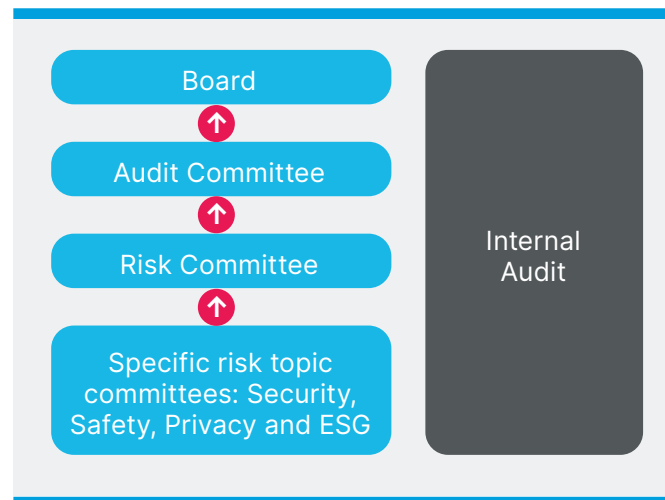 Board
Audit Committee
Risk Committee
Specific risk topic
committees: Security,
Safety, Privacy and ESG
Internal
Audit